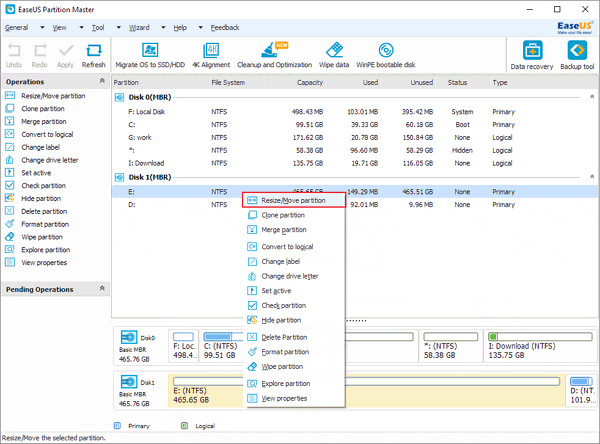 EaseUS Partition Master
General View Tool Wizard Help Feedback
EaseUS
Make your life easy!
Undo Redo Apply Refresh Migrate OS to SSD/HDD 4K Alignment Cleanup and Optimization Wipe data WinPE bootable disk Data recovery Backup tool
4K
NEW
Operations
Resize/Move partition
Clone partition
Merge partition
Convert to logical
Change label
Change drive letter
Set active
Check partition
Hide partition
Delete partition
Format partition
Wipe partition
Explore partition
View properties
Pending Operations
Partition File System Capacity Used Unused Status Type
Disk 0(MBR)
F: Local Disk NTFS 498.43 MB 103.01 MB 395.42 MB System Primary
C: NTFS 99.51 GB 39.33 GB 60.18 GB Boot Primary
G: work NTFS 171.62 GB 20.78 GB 150.84 GB None Logical
*: NTFS 58.38 GB 96.60 MB 58.29 GB Hidden Logical
I: Download NTFS 135.75 GB 19.71 GB 116.05 GB None Logical
Disk 1(MBR)
E: NTFS 465.65 GB 149.29 MB 465.51 GB None Primary
D: NTFS 92.01 MB 9.96 MB None Primary
Resize/Move partition
Clone partition
Merge partition
Convert to logical
Change label
Change drive letter
Set active
Check partition
Hide partition
Delete Partition
Format partition
Wipe partition
Explore partition
View properties
Disk0
Basic MBR
465.76 GB
F: Loc...
498.4...
C: (NTFS)
99.51 GB
*: (NTFS)
58.38 GB
I: Download (NTFS)
135.75 GB
Disk1
Basic MBR
465.76 GB
E: (NTFS)
465.65 GB
D: (NT...
101.9...
Primary Logical
Resize/Move the selected partition.